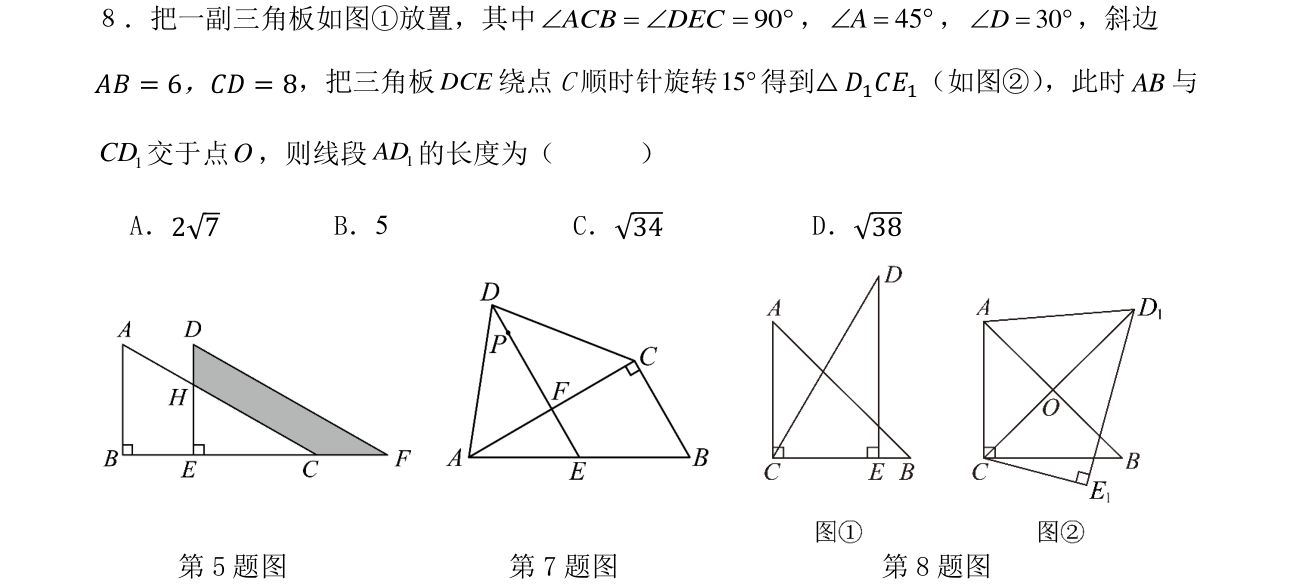 8．把一副三角板如图①放置，其中∠ACB＝∠DEC＝90°，∠A＝45°，∠D＝30°，斜边
AB = 6，CD = 8，把三角板DCE绕点C顺时针旋转15°得到△ D₁CE₁（如图②），此时AB与
CD₁交于点O，则线段AD₁的长度为（　　）
A．2√7　B．5　C．√34　D．√38
A D H B E C F
D P C F A E B
A D C E B
A D₁ O C B E₁
图① 图②
第5题图 第7题图 第8题图